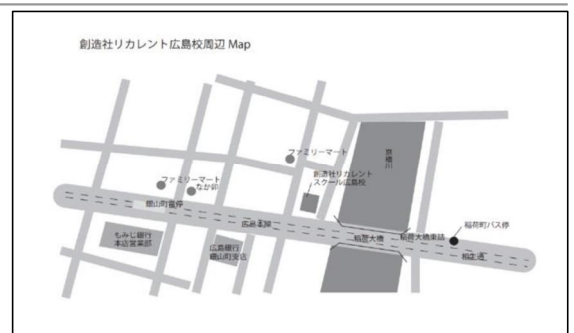 創造社リカレント広島校周辺 Map
ファミリーマート
京橋川
創造社リカレント
スクール広島校
ファミリーマート
なか卯
銀山町電停
広島本線
稲荷町バス停
稲荷大橋
稲荷大橋東詰
相生通
もみじ銀行
本店営業部
広島銀行
銀山町支店